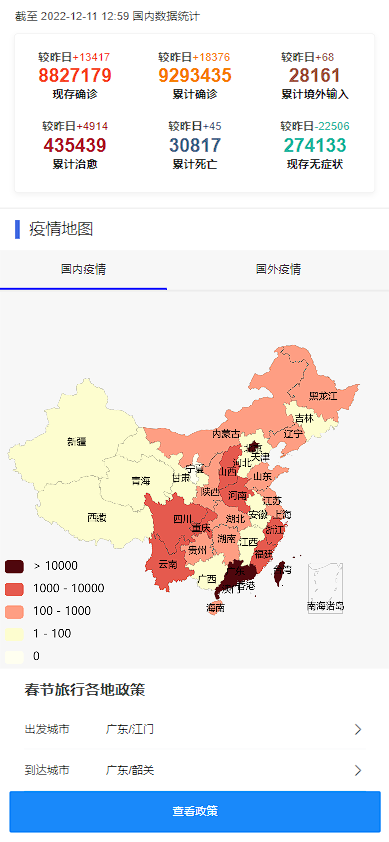 截至 2022-12-11 12:59 国内数据统计
较昨日+13417 较昨日+18376 较昨日+68
8827179 9293435 28161
现存确诊 累计确诊 累计境外输入
较昨日+4914 较昨日+45 较昨日-22506
435439 30817 274133
累计治愈 累计死亡 现存无症状
疫情地图
国内疫情 国外疫情
黑龙江
吉林
内蒙古 辽宁
新疆
天津
河北
宁夏 山西
青海 甘肃 山东
陕西 河南
江苏
西藏 四川 湖北 安徽 上海
重庆 浙江
湖南 江西
贵州 福建
云南
台湾
广西 广东
澳门 香港
海南 南海诸岛
> 10000
1000 - 10000
100 - 1000
1 - 100
0
春节旅行各地政策
出发城市 广东/江门
到达城市 广东/韶关
查看政策